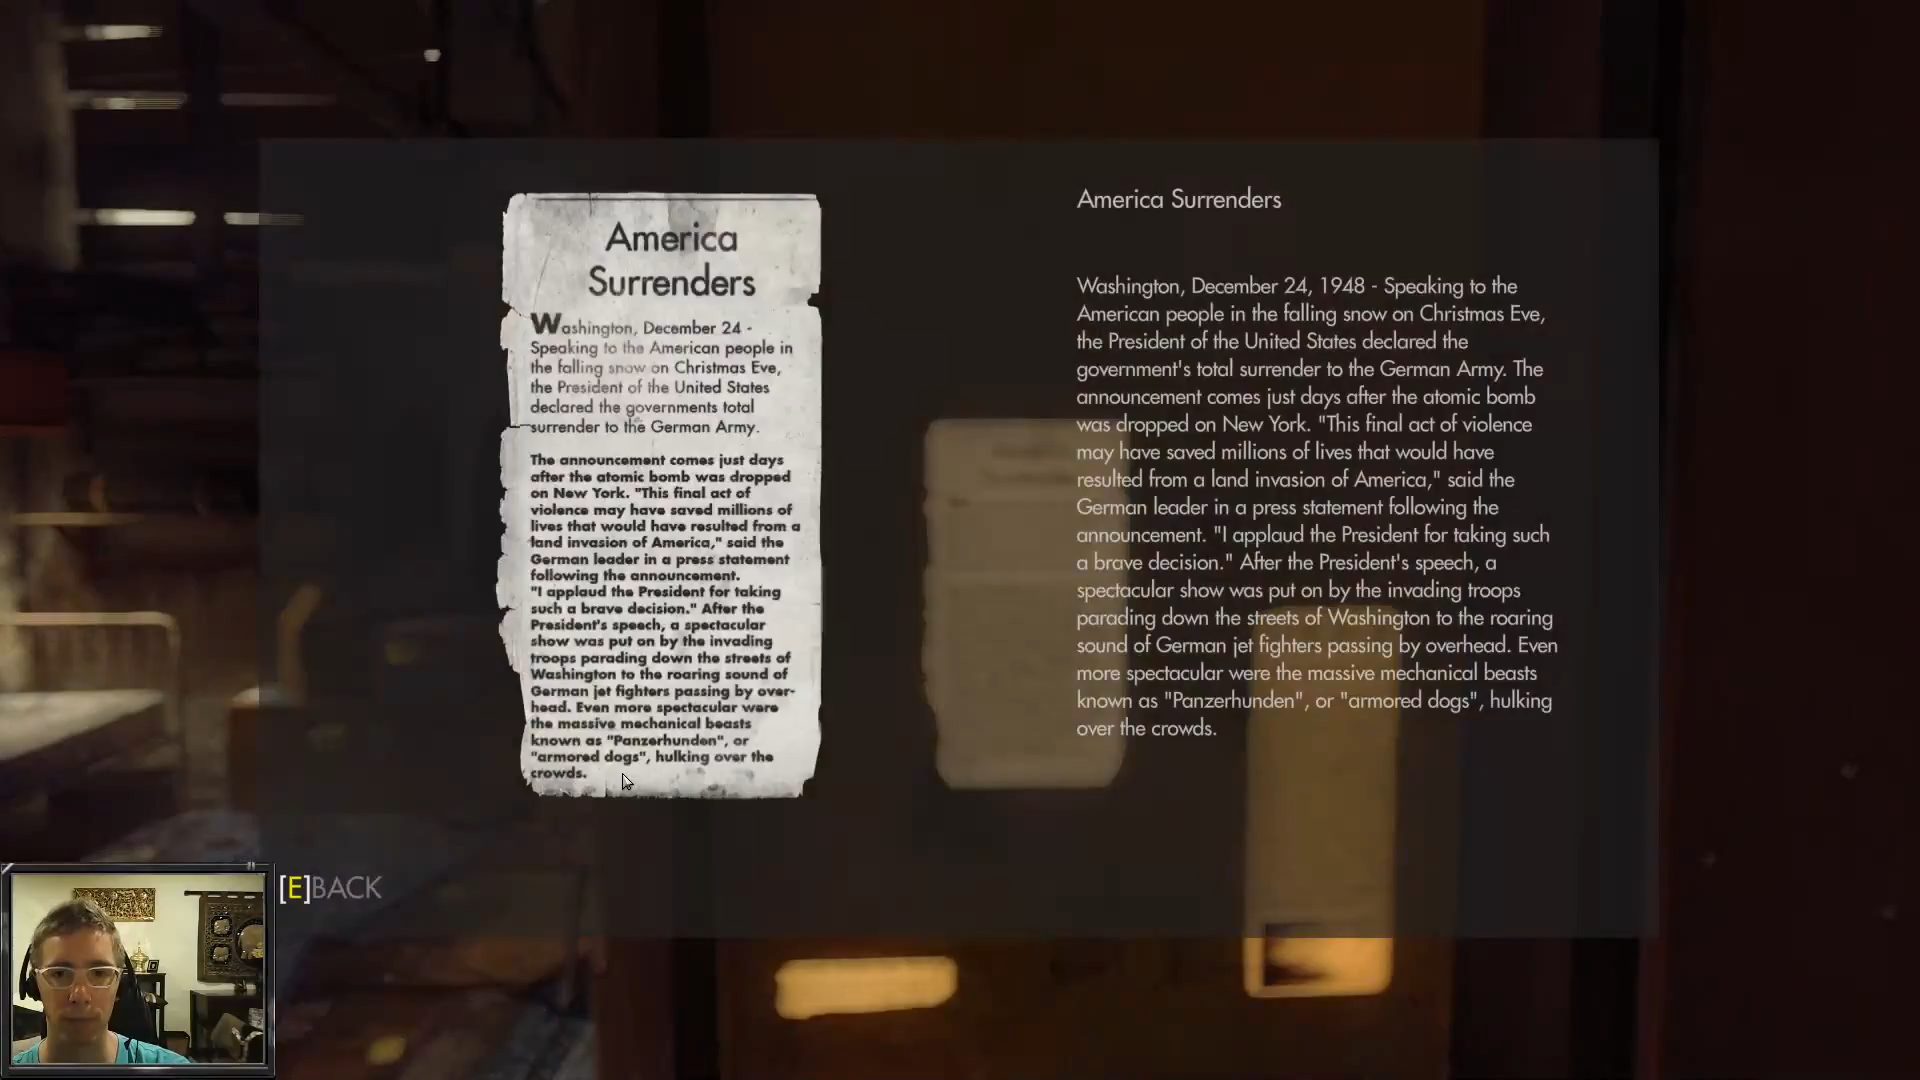 America
Surrenders
Washington, December 24 -
Speaking to the American people in
the falling snow on Christmas Eve,
the President of the United States
declared the governments total
surrender to the German Army.
The announcement comes just days
after the atomic bomb was dropped
on New York. "This final act of
violence may have saved millions of
lives that would have resulted from a
land invasion of America," said the
German leader in a press statement
following the announcement.
"I applaud the President for taking
such a brave decision." After the
President's speech, a spectacular
show was put on by the invading
troops parading down the streets of
Washington to the roaring sound of
German jet fighters passing by over-
head. Even more spectacular were
the massive mechanical beasts
known as "Panzerhunden", or
"armored dogs", hulking over the
crowds.
America Surrenders
Washington, December 24, 1948 - Speaking to the
American people in the falling snow on Christmas Eve,
the President of the United States declared the
government's total surrender to the German Army. The
announcement comes just days after the atomic bomb
was dropped on New York. "This final act of violence
may have saved millions of lives that would have
resulted from a land invasion of America," said the
German leader in a press statement following the
announcement. "I applaud the President for taking such
a brave decision." After the President's speech, a
spectacular show was put on by the invading troops
parading down the streets of Washington to the roaring
sound of German jet fighters passing by overhead. Even
more spectacular were the massive mechanical beasts
known as "Panzerhunden", or "armored dogs", hulking
over the crowds.
[E]BACK